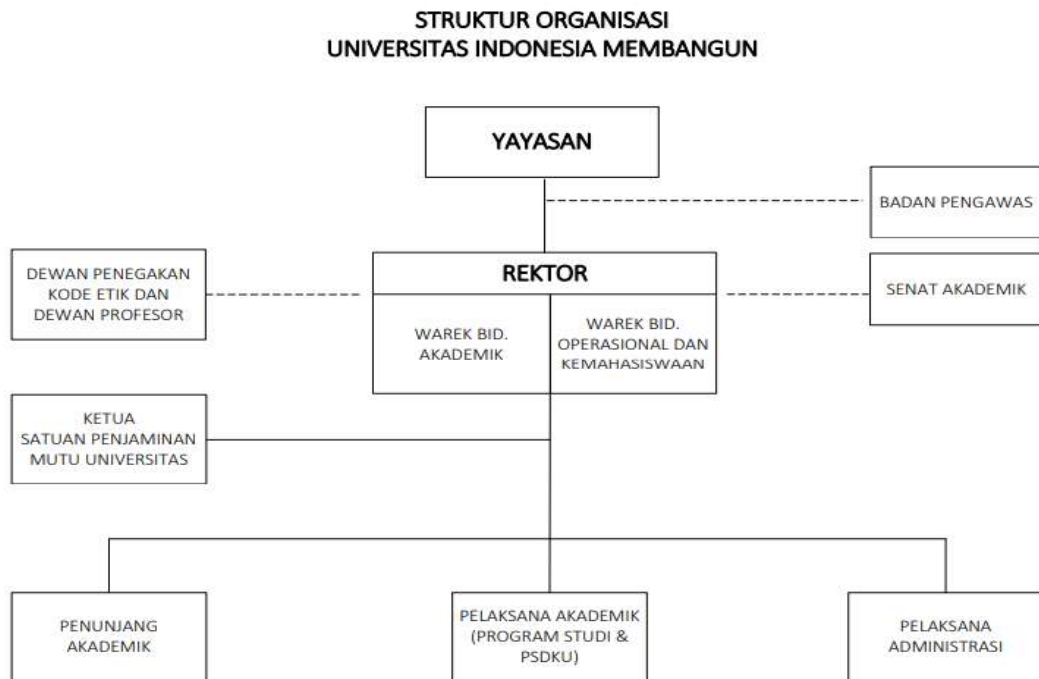 STRUKTUR ORGANISASI
UNIVERSITAS INDONESIA MEMBANGUN
YAYASAN
BADAN PENGAWAS
DEWAN PENEGAKAN
KODE ETIK DAN
DEWAN PROFESOR
REKTOR
SENAT AKADEMIK
WAREK BID.
AKADEMIK
WAREK BID.
OPERASIONAL DAN
KEMAHASISWAAN
KETUA
SATUAN PENJAMINAN
MUTU UNIVERSITAS
PENUNJANG
AKADEMIK
PELAKSANA AKADEMIK
(PROGRAM STUDI &
PSDKU)
PELAKSANA
ADMINISTRASI